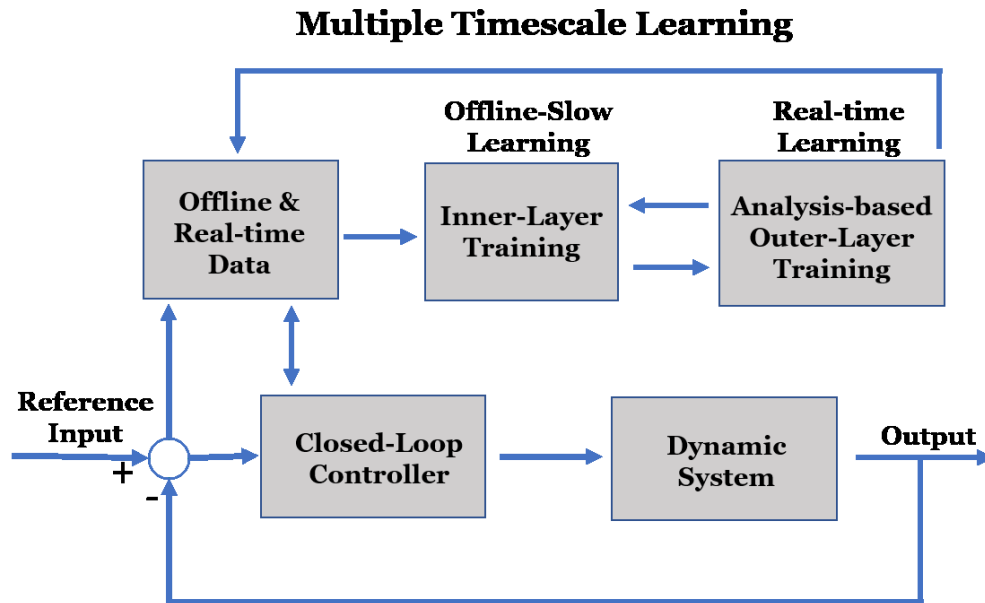 Multiple Timescale Learning
Offline-Slow
Learning
Real-time
Learning
Offline &
Real-time
Data
Inner-Layer
Training
Analysis-based
Outer-Layer
Training
Reference
Input
+
-
Closed-Loop
Controller
Dynamic
System
Output